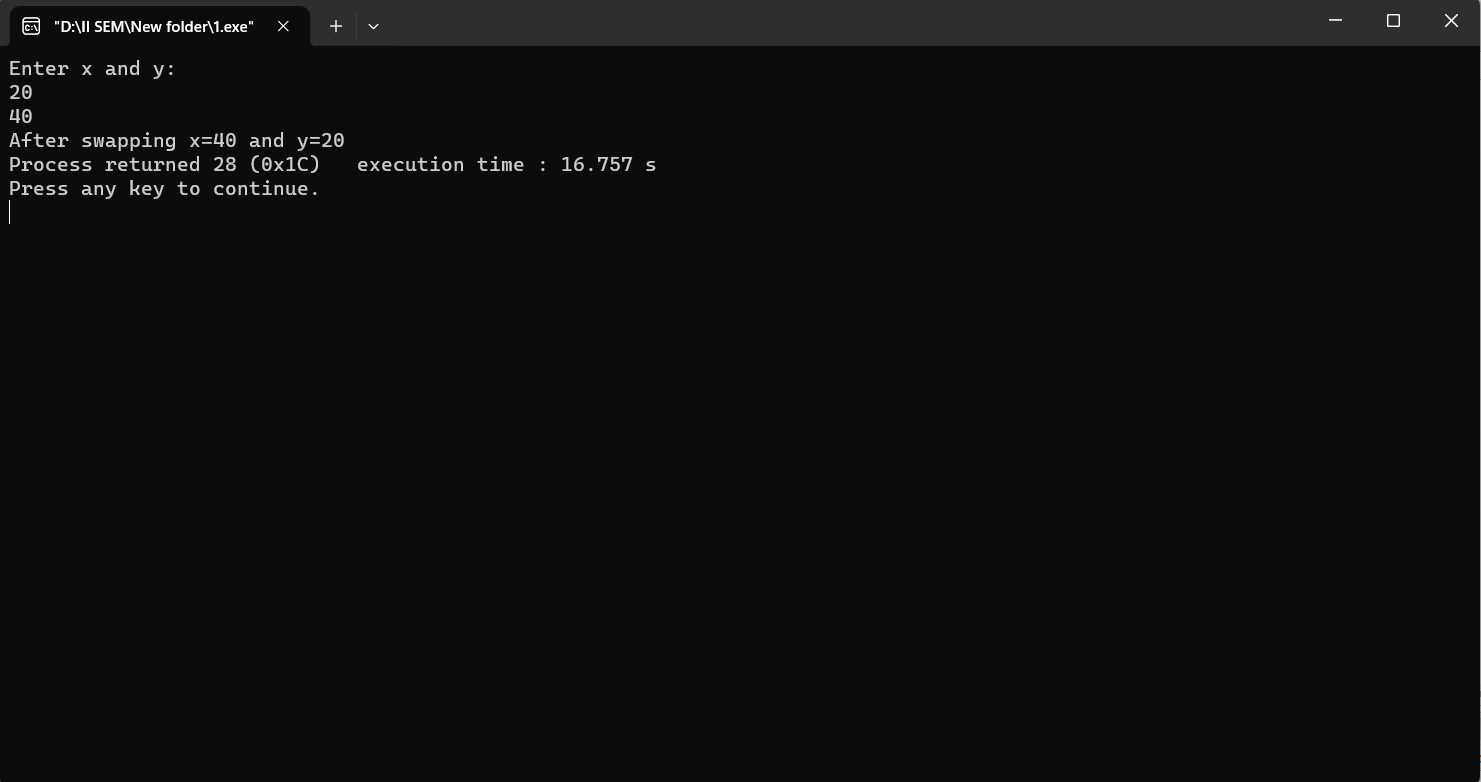 "D:\II SEM\New folder\1.exe"
Enter x and y:
20
40
After swapping x=40 and y=20
Process returned 28 (0x1C)   execution time : 16.757 s
Press any key to continue.